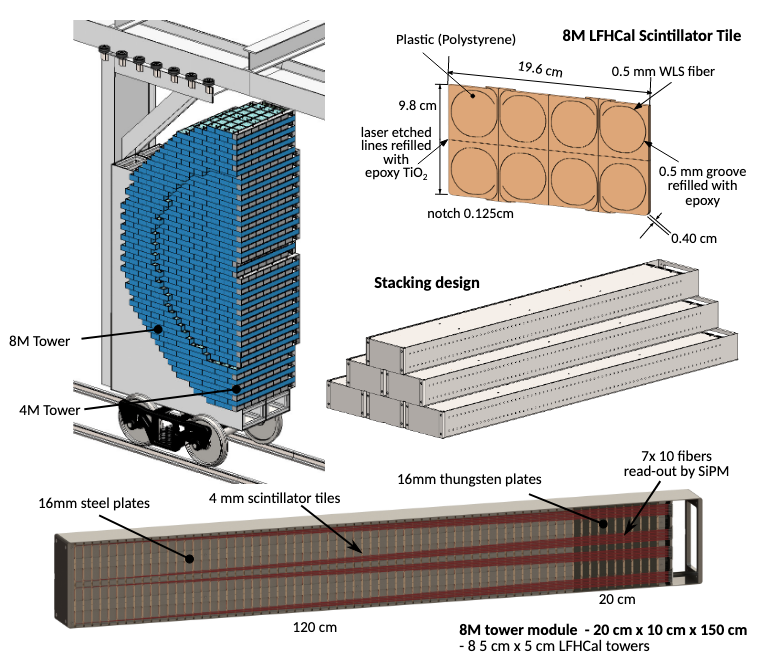 8M LFHCal Scintillator Tile
Plastic (Polystyrene)
19.6 cm
0.5 mm WLS fiber
9.8 cm
laser etched
lines refilled
with
epoxy TiO₂
0.5 mm groove
refilled with
epoxy
notch 0.125cm
0.40 cm
Stacking design
8M Tower
4M Tower
7x 10 fibers
read-out by SiPM
16mm thungsten plates
4 mm scintillator tiles
16mm steel plates
20 cm
120 cm
8M tower module - 20 cm x 10 cm x 150 cm
- 8 5 cm x 5 cm LFHCal towers